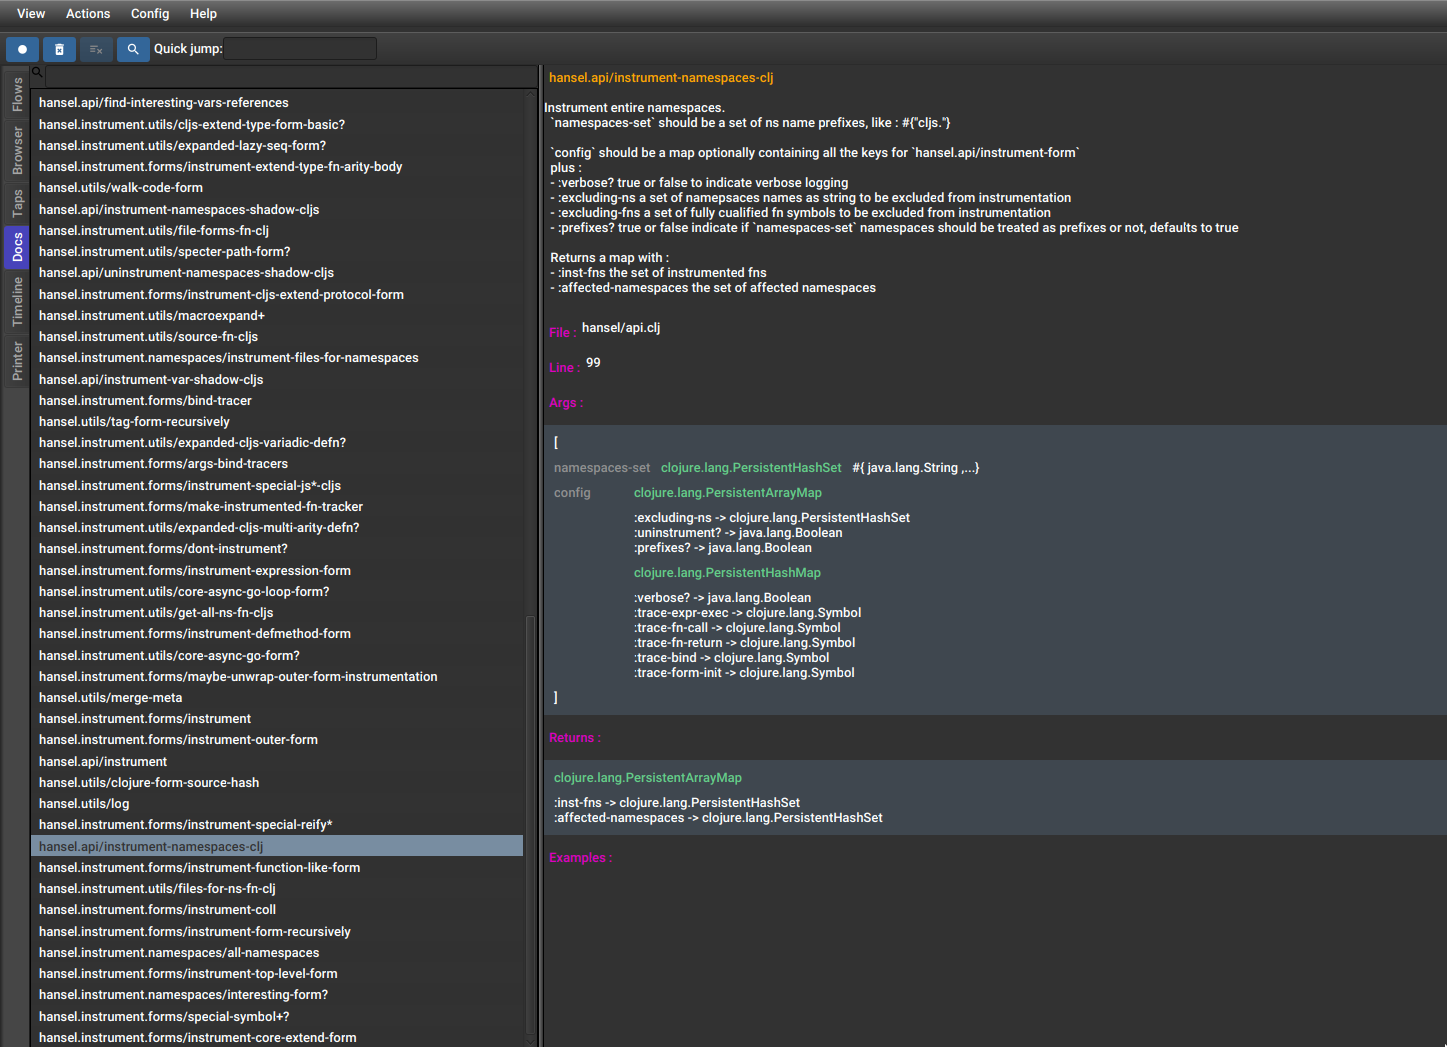 View Actions Config Help
Quick jump:
Flows
Browser
Taps
Docs
Timeline
Printer
hansel.api/find-interesting-vars-references
hansel.instrument.utils/cljs-extend-type-form-basic?
hansel.instrument.utils/expanded-lazy-seq-form?
hansel.instrument.forms/instrument-extend-type-fn-arity-body
hansel.utils/walk-code-form
hansel.api/instrument-namespaces-shadow-cljs
hansel.instrument.utils/file-forms-fn-clj
hansel.instrument.utils/specter-path-form?
hansel.api/uninstrument-namespaces-shadow-cljs
hansel.instrument.forms/instrument-cljs-extend-protocol-form
hansel.instrument.utils/macroexpand+
hansel.instrument.utils/source-fn-cljs
hansel.instrument.namespaces/instrument-files-for-namespaces
hansel.api/instrument-var-shadow-cljs
hansel.instrument.forms/bind-tracer
hansel.utils/tag-form-recursively
hansel.instrument.utils/expanded-cljs-variadic-defn?
hansel.instrument.forms/args-bind-tracers
hansel.instrument.forms/instrument-special-js*-cljs
hansel.instrument.forms/make-instrumented-fn-tracker
hansel.instrument.utils/expanded-cljs-multi-arity-defn?
hansel.instrument.forms/dont-instrument?
hansel.instrument.forms/instrument-expression-form
hansel.instrument.utils/core-async-go-loop-form?
hansel.instrument.utils/get-all-ns-fn-cljs
hansel.instrument.forms/instrument-defmethod-form
hansel.instrument.utils/core-async-go-form?
hansel.instrument.forms/maybe-unwrap-outer-form-instrumentation
hansel.utils/merge-meta
hansel.instrument.forms/instrument
hansel.instrument.forms/instrument-outer-form
hansel.api/instrument
hansel.utils/clojure-form-source-hash
hansel.utils/log
hansel.instrument.forms/instrument-special-reify*
hansel.api/instrument-namespaces-clj
hansel.instrument.forms/instrument-function-like-form
hansel.instrument.utils/files-for-ns-fn-clj
hansel.instrument.forms/instrument-coll
hansel.instrument.forms/instrument-form-recursively
hansel.instrument.namespaces/all-namespaces
hansel.instrument.forms/instrument-top-level-form
hansel.instrument.namespaces/interesting-form?
hansel.instrument.forms/special-symbol+?
hansel.instrument.forms/instrument-core-extend-form
hansel.api/instrument-namespaces-clj
Instrument entire namespaces.
`namespaces-set` should be a set of ns name prefixes, like : #{"cljs."}
`config` should be a map optionally containing all the keys for `hansel.api/instrument-form`
plus :
- :verbose? true or false to indicate verbose logging
- :excluding-ns a set of namepsaces names as string to be excluded from instrumentation
- :excluding-fns a set of fully cualified fn symbols to be excluded from instrumentation
- :prefixes? true or false indicate if `namespaces-set` namespaces should be treated as prefixes or not, defaults to true
Returns a map with :
- :inst-fns the set of instrumented fns
- :affected-namespaces the set of affected namespaces
File : hansel/api.clj
Line : 99
Args :
[
namespaces-set clojure.lang.PersistentHashSet #{ java.lang.String ,...}
config clojure.lang.PersistentArrayMap
:excluding-ns -> clojure.lang.PersistentHashSet
:uninstrument? -> java.lang.Boolean
:prefixes? -> java.lang.Boolean
clojure.lang.PersistentHashMap
:verbose? -> java.lang.Boolean
:trace-expr-exec -> clojure.lang.Symbol
:trace-fn-call -> clojure.lang.Symbol
:trace-fn-return -> clojure.lang.Symbol
:trace-bind -> clojure.lang.Symbol
:trace-form-init -> clojure.lang.Symbol
]
Returns :
clojure.lang.PersistentArrayMap
:inst-fns -> clojure.lang.PersistentHashSet
:affected-namespaces -> clojure.lang.PersistentHashSet
Examples :